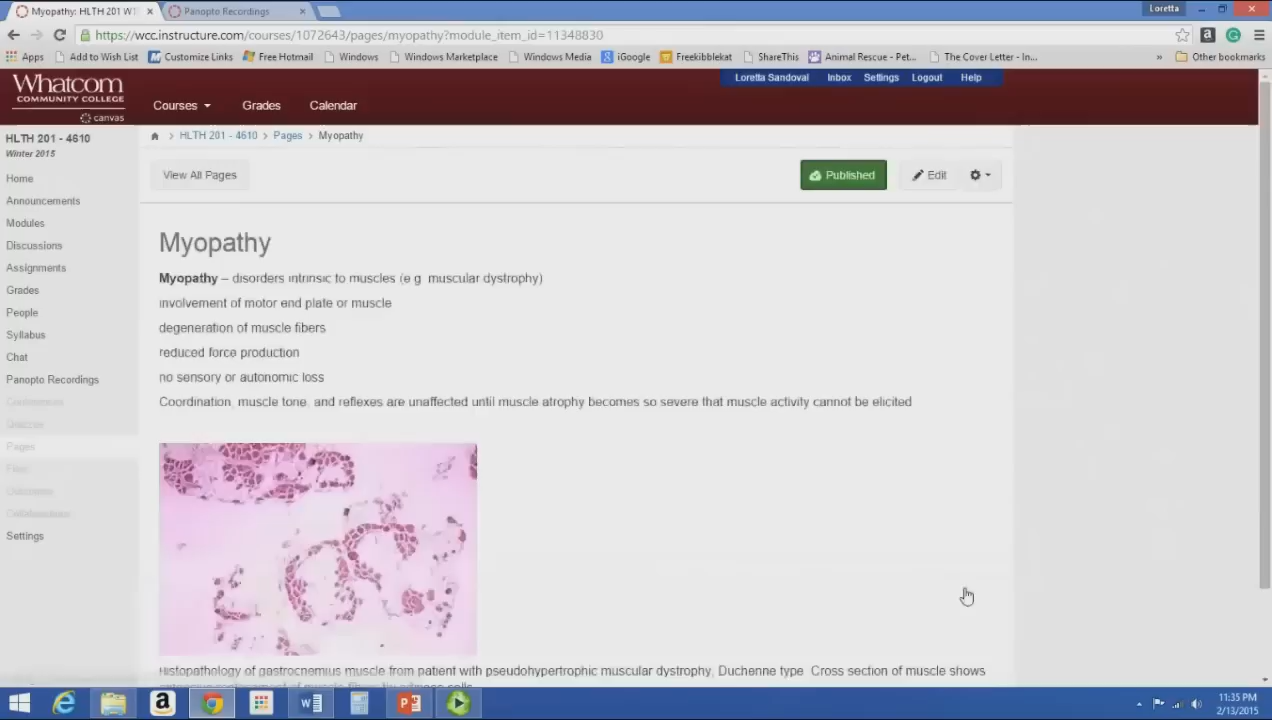 Myopathy: HLTH 201 W1
Panopto Recordings
Loretta
https://wcc.instructure.com/courses/1072643/pages/myopathy?module_item_id=11348830
Apps
Add to Wish List
Customize Links
Free Hotmail
Windows
Windows Marketplace
Windows Media
iGoogle
Freekibblekat
ShareThis
Animal Rescue - Pet...
The Cover Letter - In...
»
Other bookmarks
Whatcom
COMMUNITY COLLEGE
canvas
Courses
Grades
Calendar
Loretta Sandoval
Inbox
Settings
Logout
Help
HLTH 201 - 4610
Winter 2015
Home
Announcements
Modules
Discussions
Assignments
Grades
People
Syllabus
Chat
Panopto Recordings
Conferences
Quizzes
Pages
Files
Outcomes
Collaborations
Settings
HLTH 201 - 4610 > Pages > Myopathy
View All Pages
Published
Edit
Myopathy
Myopathy – disorders intrinsic to muscles (e g muscular dystrophy)
involvement of motor end plate or muscle
degeneration of muscle fibers
reduced force production
no sensory or autonomic loss
Coordination, muscle tone, and reflexes are unaffected until muscle atrophy becomes so severe that muscle activity cannot be elicited
Histopathology of gastrocnemius muscle from patient with pseudohypertrophic muscular dystrophy, Duchenne type Cross section of muscle shows
11:35 PM
2/13/2015